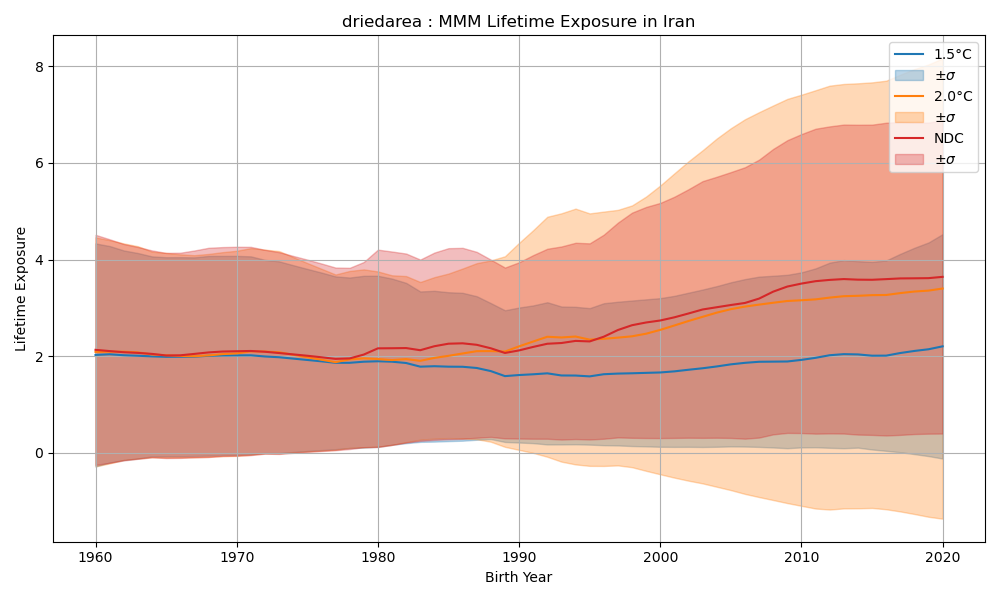 driedarea : MMM Lifetime Exposure in Iran
Lifetime Exposure
8
6
4
2
0
1.5°C
±σ
2.0°C
±σ
NDC
±σ
1960 1970 1980 1990 2000 2010 2020
Birth Year